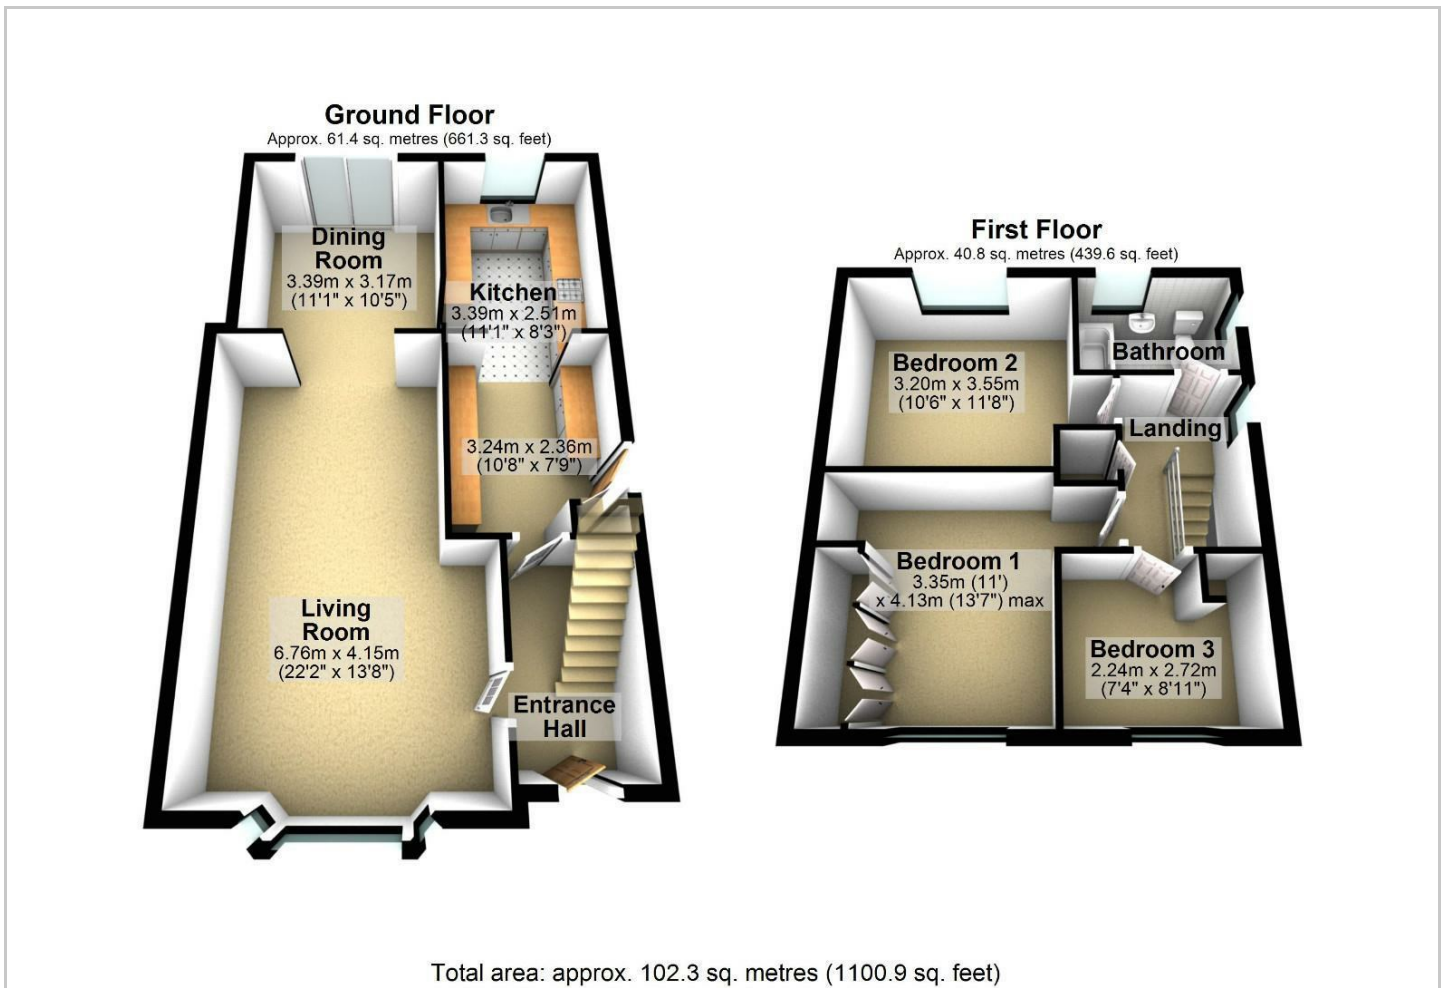 Ground Floor
Approx. 61.4 sq. metres (661.3 sq. feet)
Dining
Room
3.39m x 3.17m
(11'1" x 10'5")
Kitchen
3.39m x 2.51m
(11'1" x 8'3")
3.24m x 2.36m
(10'8" x 7'9")
Living
Room
6.76m x 4.15m
(22'2" x 13'8")
Entrance
Hall
First Floor
Approx. 40.8 sq. metres (439.6 sq. feet)
Bedroom 2
3.20m x 3.55m
(10'6" x 11'8")
Bathroom
Landing
Bedroom 1
3.35m (11')
x 4.13m (13'7") max
Bedroom 3
2.24m x 2.72m
(7'4" x 8'11")
Total area: approx. 102.3 sq. metres (1100.9 sq. feet)